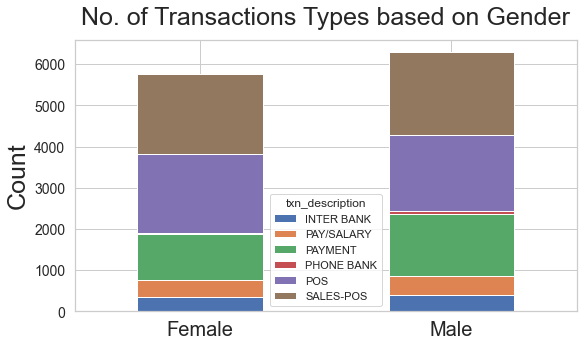 No. of Transactions Types based on Gender
6000
5000
4000
3000
2000
1000
0
Count
txn_description
INTER BANK
PAY/SALARY
PAYMENT
PHONE BANK
POS
SALES-POS
Female
Male